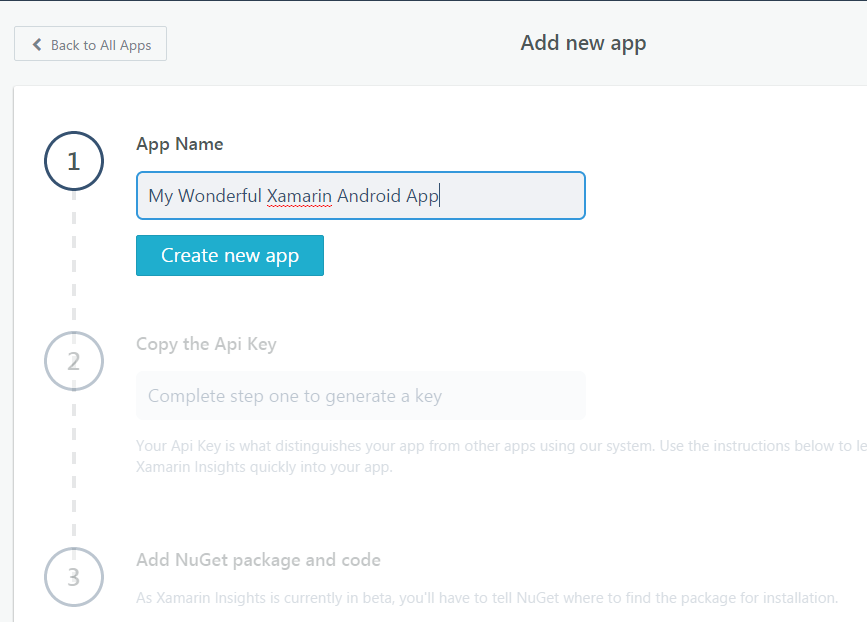 Back to All Apps
Add new app
1
App Name
My Wonderful Xamarin Android App
Create new app
2
Copy the Api Key
Complete step one to generate a key
Your Api Key is what distinguishes your app from other apps using our system. Use the instructions below to le
Xamarin Insights quickly into your app.
3
Add NuGet package and code
As Xamarin Insights is currently in beta, you'll have to tell NuGet where to find the package for installation.